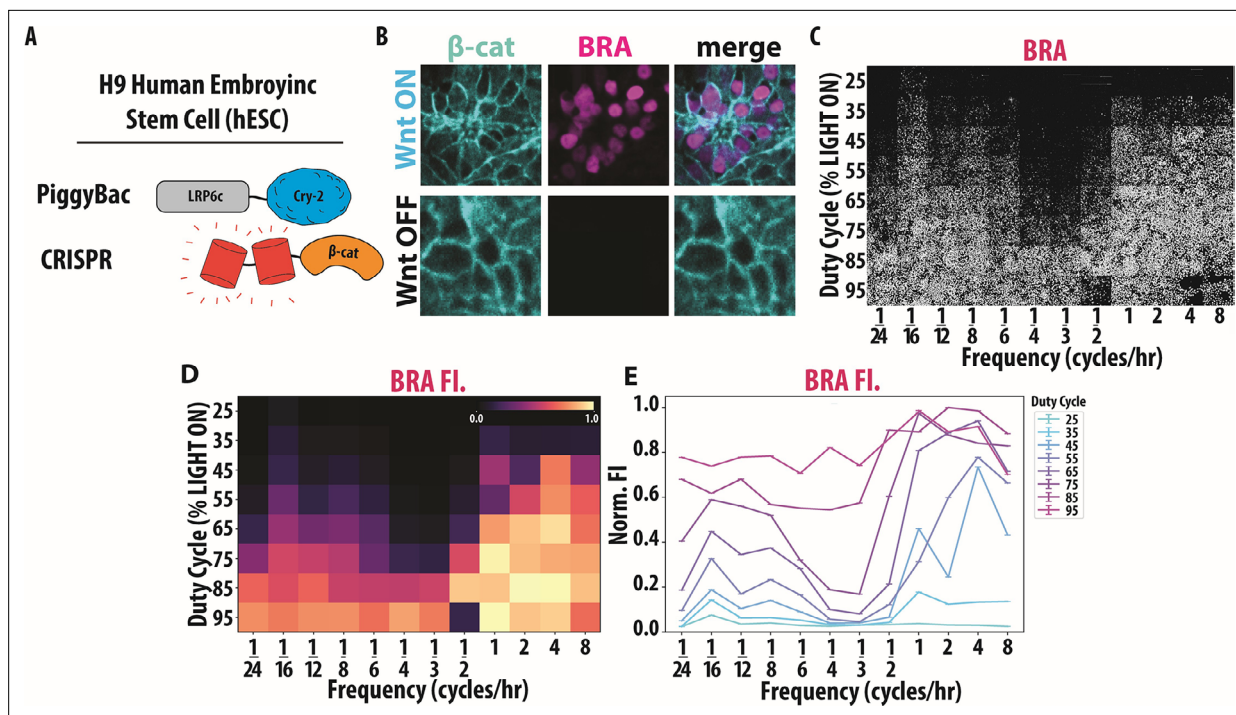 A
H9 Human Embroyinc
Stem Cell (hESC)
PiggyBac
LRP6c
Cry-2
CRISPR
β-cat
B
β-cat BRA merge
Wnt ON
Wnt OFF
C
BRA
Duty Cycle (% LIGHT ON)
25
35
45
55
65
75
85
95
1/24 1/16 1/12 1/8 1/6 1/4 1/3 1/2 1 2 4 8
Frequency (cycles/hr)
D
BRA Fl.
0.0 1.0
Duty Cycle (% LIGHT ON)
25
35
45
55
65
75
85
95
1/24 1/16 1/12 1/8 1/6 1/4 1/3 1/2 1 2 4 8
Frequency (cycles/hr)
E
BRA Fl.
Norm. Fl
1.0
0.8
0.6
0.4
0.2
0.0
1/24 1/16 1/12 1/8 1/6 1/4 1/3 1/2 1 2 4 8
Frequency (cycles/hr)
Duty Cycle
25
35
45
55
65
75
85
95